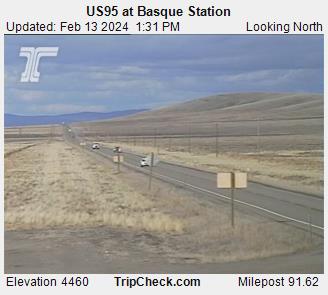 US95 at Basque Station
Updated: Feb 13 2024 1:31 PM Looking North
Elevation 4460 TripCheck.com Milepost 91.62